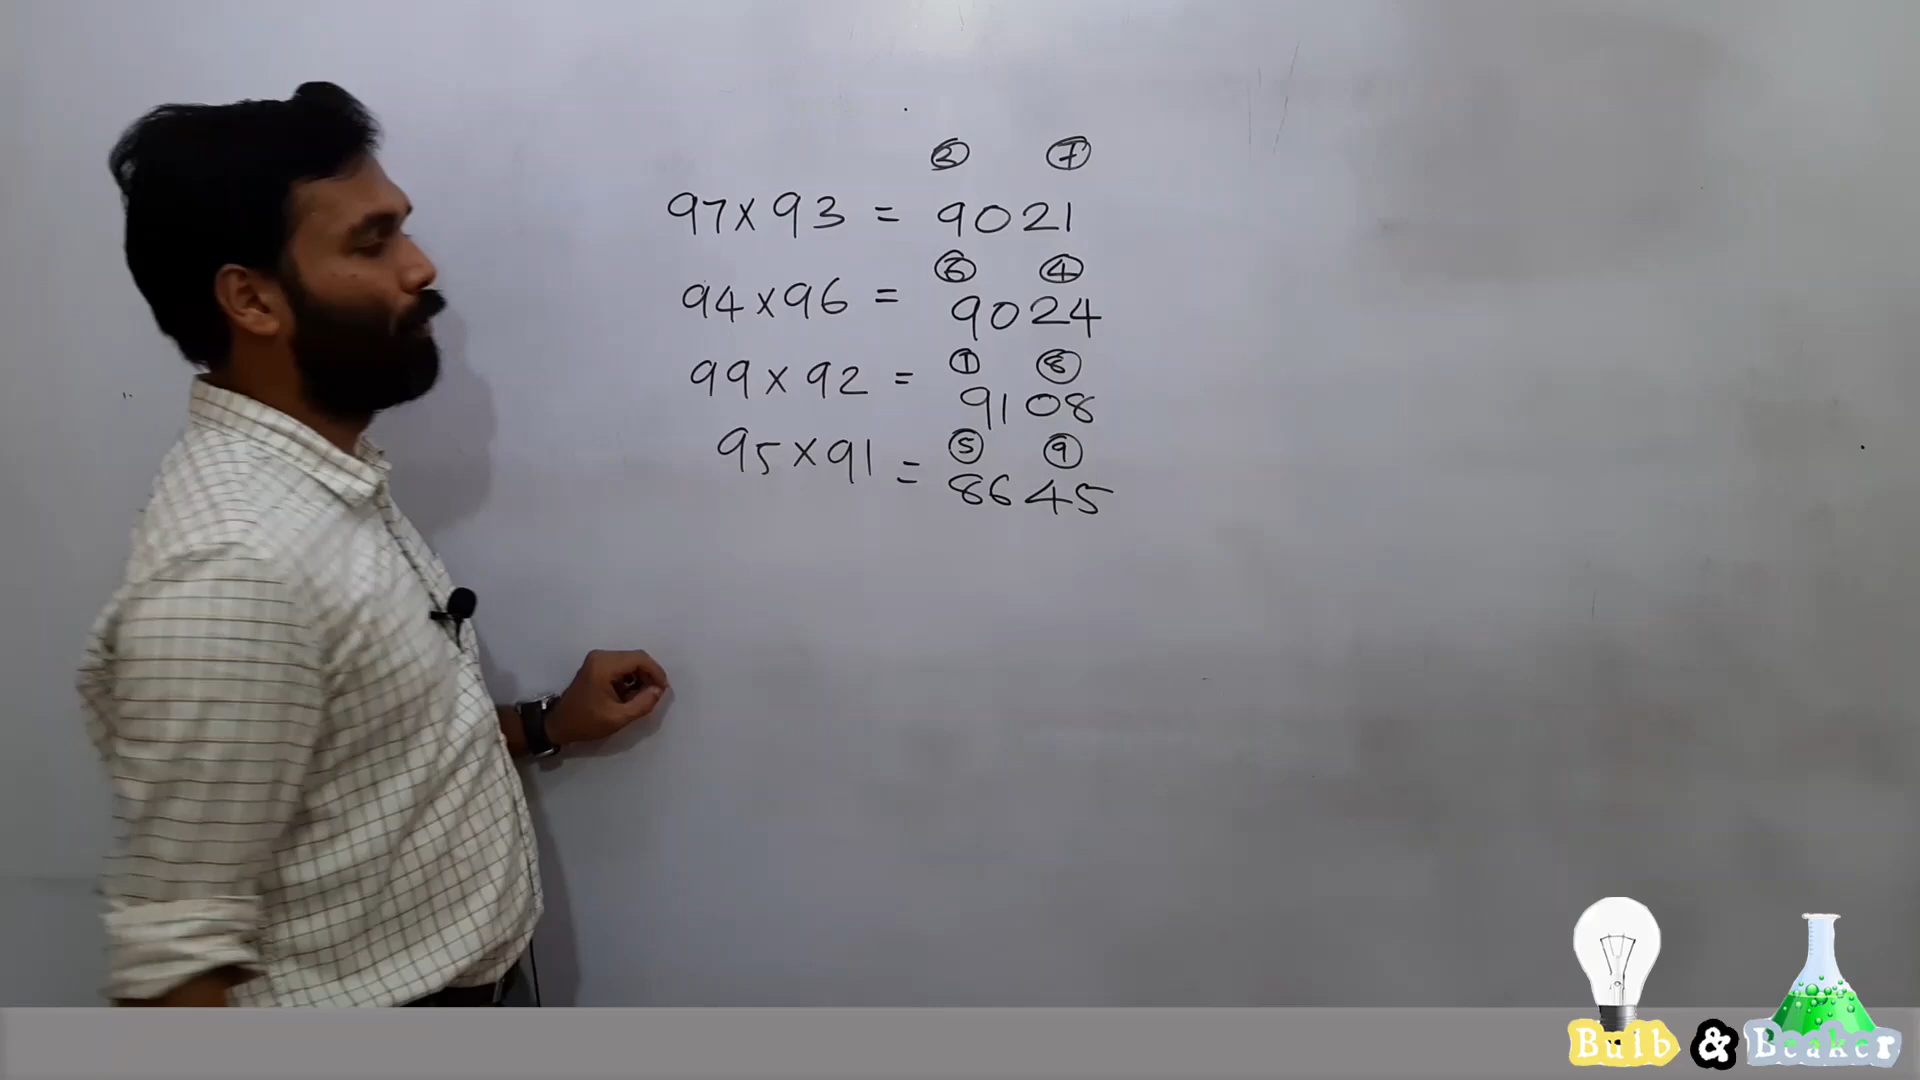 ③ ⑦
97 × 93 = 9021
⑥ ④
94 × 96 = 9024
① ⑧
99 × 92 = 9108
⑤ ⑨
95 × 91 = 8645
Bulb & Beaker